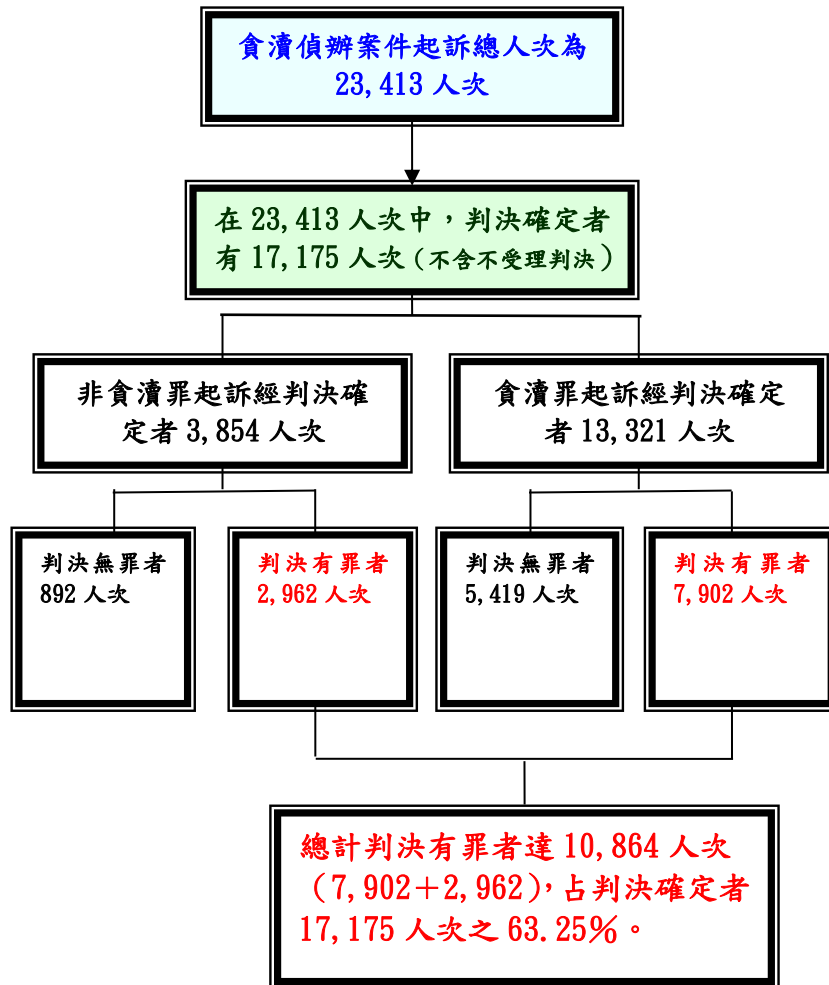 貪瀆偵辦案件起訴總人次為
23,413 人次
在 23,413 人次中，判決確定者
有 17,175 人次（不含不受理判決）
非貪瀆罪起訴經判決確
定者 3,854 人次
貪瀆罪起訴經判決確定
者 13,321 人次
判決無罪者
892 人次
判決有罪者
2,962 人次
判決無罪者
5,419 人次
判決有罪者
7,902 人次
總計判決有罪者達 10,864 人次
（7,902＋2,962），占判決確定者
17,175 人次之 63.25％。